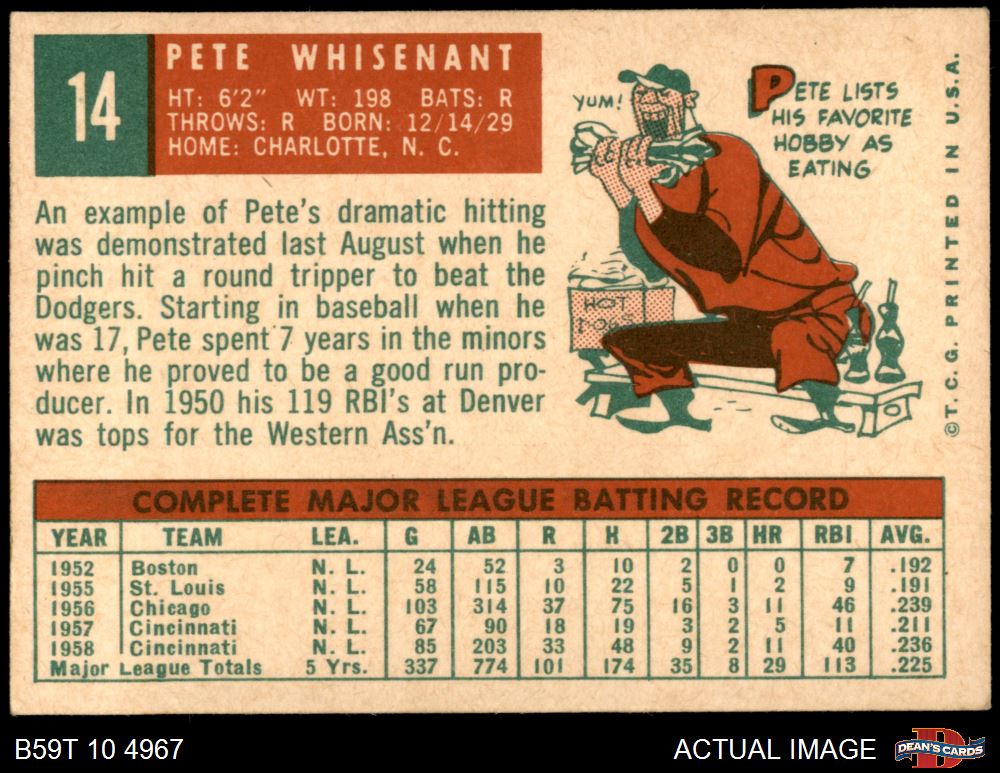 14
PETE WHISENANT
HT: 6'2" WT: 198 BATS: R
THROWS: R BORN: 12/14/29
HOME: CHARLOTTE, N. C.
An example of Pete's dramatic hitting
was demonstrated last August when he
pinch hit a round tripper to beat the
Dodgers. Starting in baseball when he
was 17, Pete spent 7 years in the minors
where he proved to be a good run pro-
ducer. In 1950 his 119 RBI's at Denver
was tops for the Western Ass'n.
YUM!
PETE LISTS
HIS FAVORITE
HOBBY AS
EATING
HOT
DOGS
©T. C. G. PRINTED IN U. S. A.
COMPLETE MAJOR LEAGUE BATTING RECORD
YEAR TEAM LEA. G AB R H 2B 3B HR RBI AVG.
1952 Boston N. L. 24 52 3 10 2 0 0 7 .192
1955 St. Louis N. L. 58 115 10 22 5 1 2 9 .191
1956 Chicago N. L. 103 314 37 75 16 3 11 46 .239
1957 Cincinnati N. L. 67 90 18 19 3 2 5 11 .211
1958 Cincinnati N. L. 85 203 33 48 9 2 11 40 .236
Major League Totals 5 Yrs. 337 774 101 174 35 8 29 113 .225
B59T 10 4967
ACTUAL IMAGE
D
DEAN'S CARDS